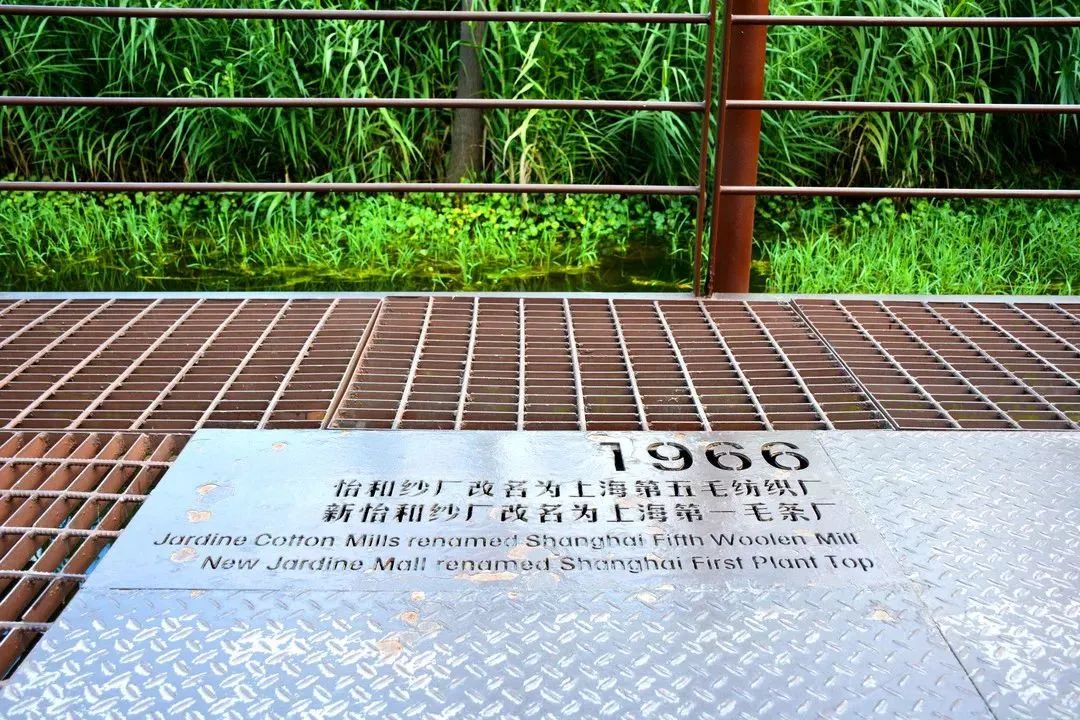 1966
怡和纱厂改名为上海第五毛纺织厂
新怡和纱厂改名为上海第一毛条厂
Jardine Cotton Mills renamed Shanghai Fifth Woolen Mill
New Jardine Mall renamed Shanghai First Plant Top